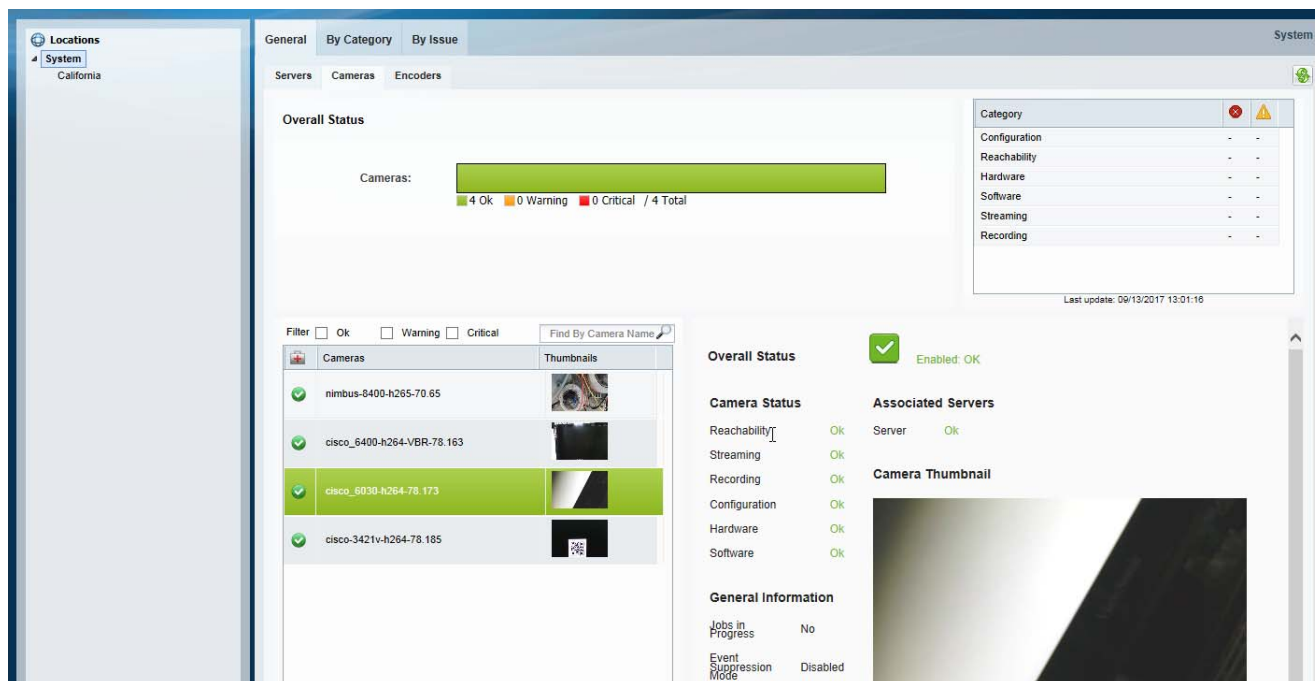 Locations
System
California
General By Category By Issue
System
Servers Cameras Encoders
Overall Status
Cameras:
4 Ok 0 Warning 0 Critical / 4 Total
Category
Configuration - -
Reachability - -
Hardware - -
Software - -
Streaming - -
Recording - -
Last update: 09/13/2017 13:01:16
Filter Ok Warning Critical Find By Camera Name
Cameras Thumbnails
nimbus-8400-h265-70.65
cisco_6400-h264-VBR-78.163
cisco_6030-h264-78.173
cisco-3421v-h264-78.185
Overall Status Enabled: OK
Camera Status
Reachability Ok
Streaming Ok
Recording Ok
Configuration Ok
Hardware Ok
Software Ok
General Information
Jobs in
Progress No
Event
Suppression Disabled
Mode
Associated Servers
Server Ok
Camera Thumbnail